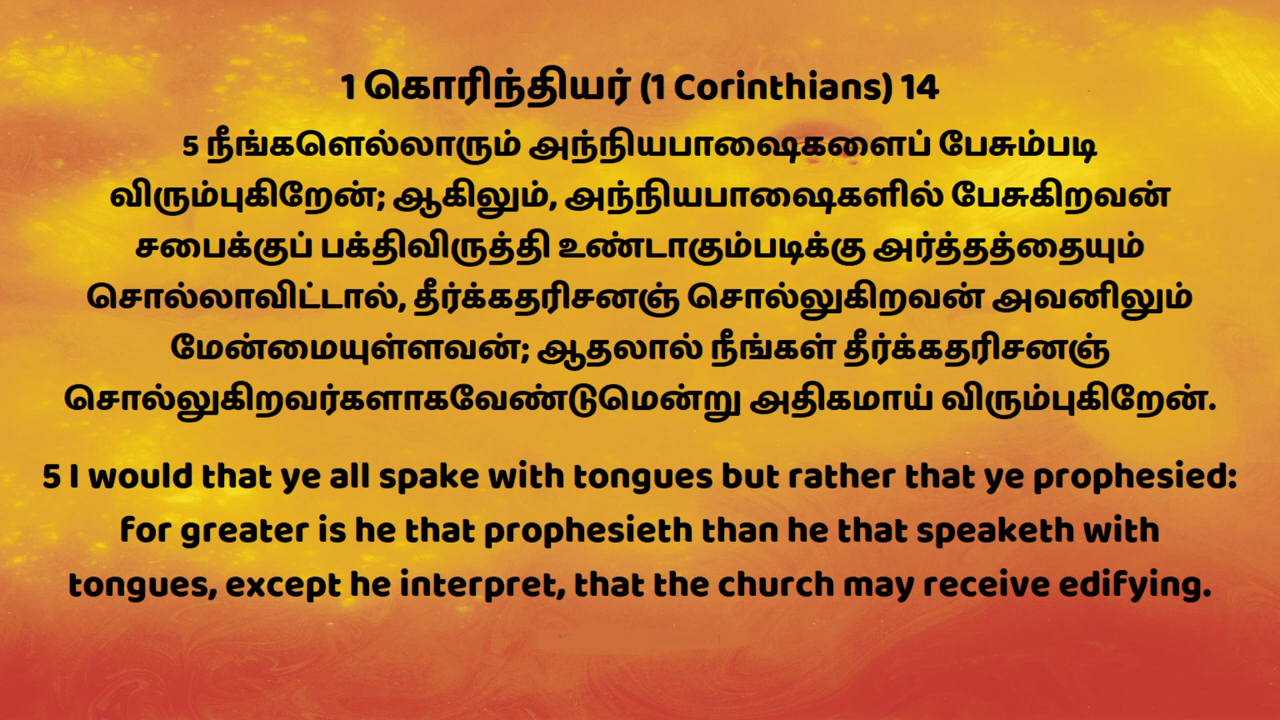 1 கொரிந்தியர் (1 Corinthians) 14
5 நீங்களெல்லாரும் அந்நியபாஷைகளைப் பேசும்படி
விரும்புகிறேன்; ஆகிலும், அந்நியபாஷைகளில் பேசுகிறவன்
சபைக்குப் பக்திவிருத்தி உண்டாகும்படிக்கு அர்த்தத்தையும்
சொல்லாவிட்டால், தீர்க்கதரிசனஞ் சொல்லுகிறவன் அவனிலும்
மேன்மையுள்ளவன்; ஆதலால் நீங்கள் தீர்க்கதரிசனஞ்
சொல்லுகிறவர்களாகவேண்டுமென்று அதிகமாய் விரும்புகிறேன்.
5 I would that ye all spake with tongues but rather that ye prophesied:
for greater is he that prophesieth than he that speaketh with
tongues, except he interpret, that the church may receive edifying.